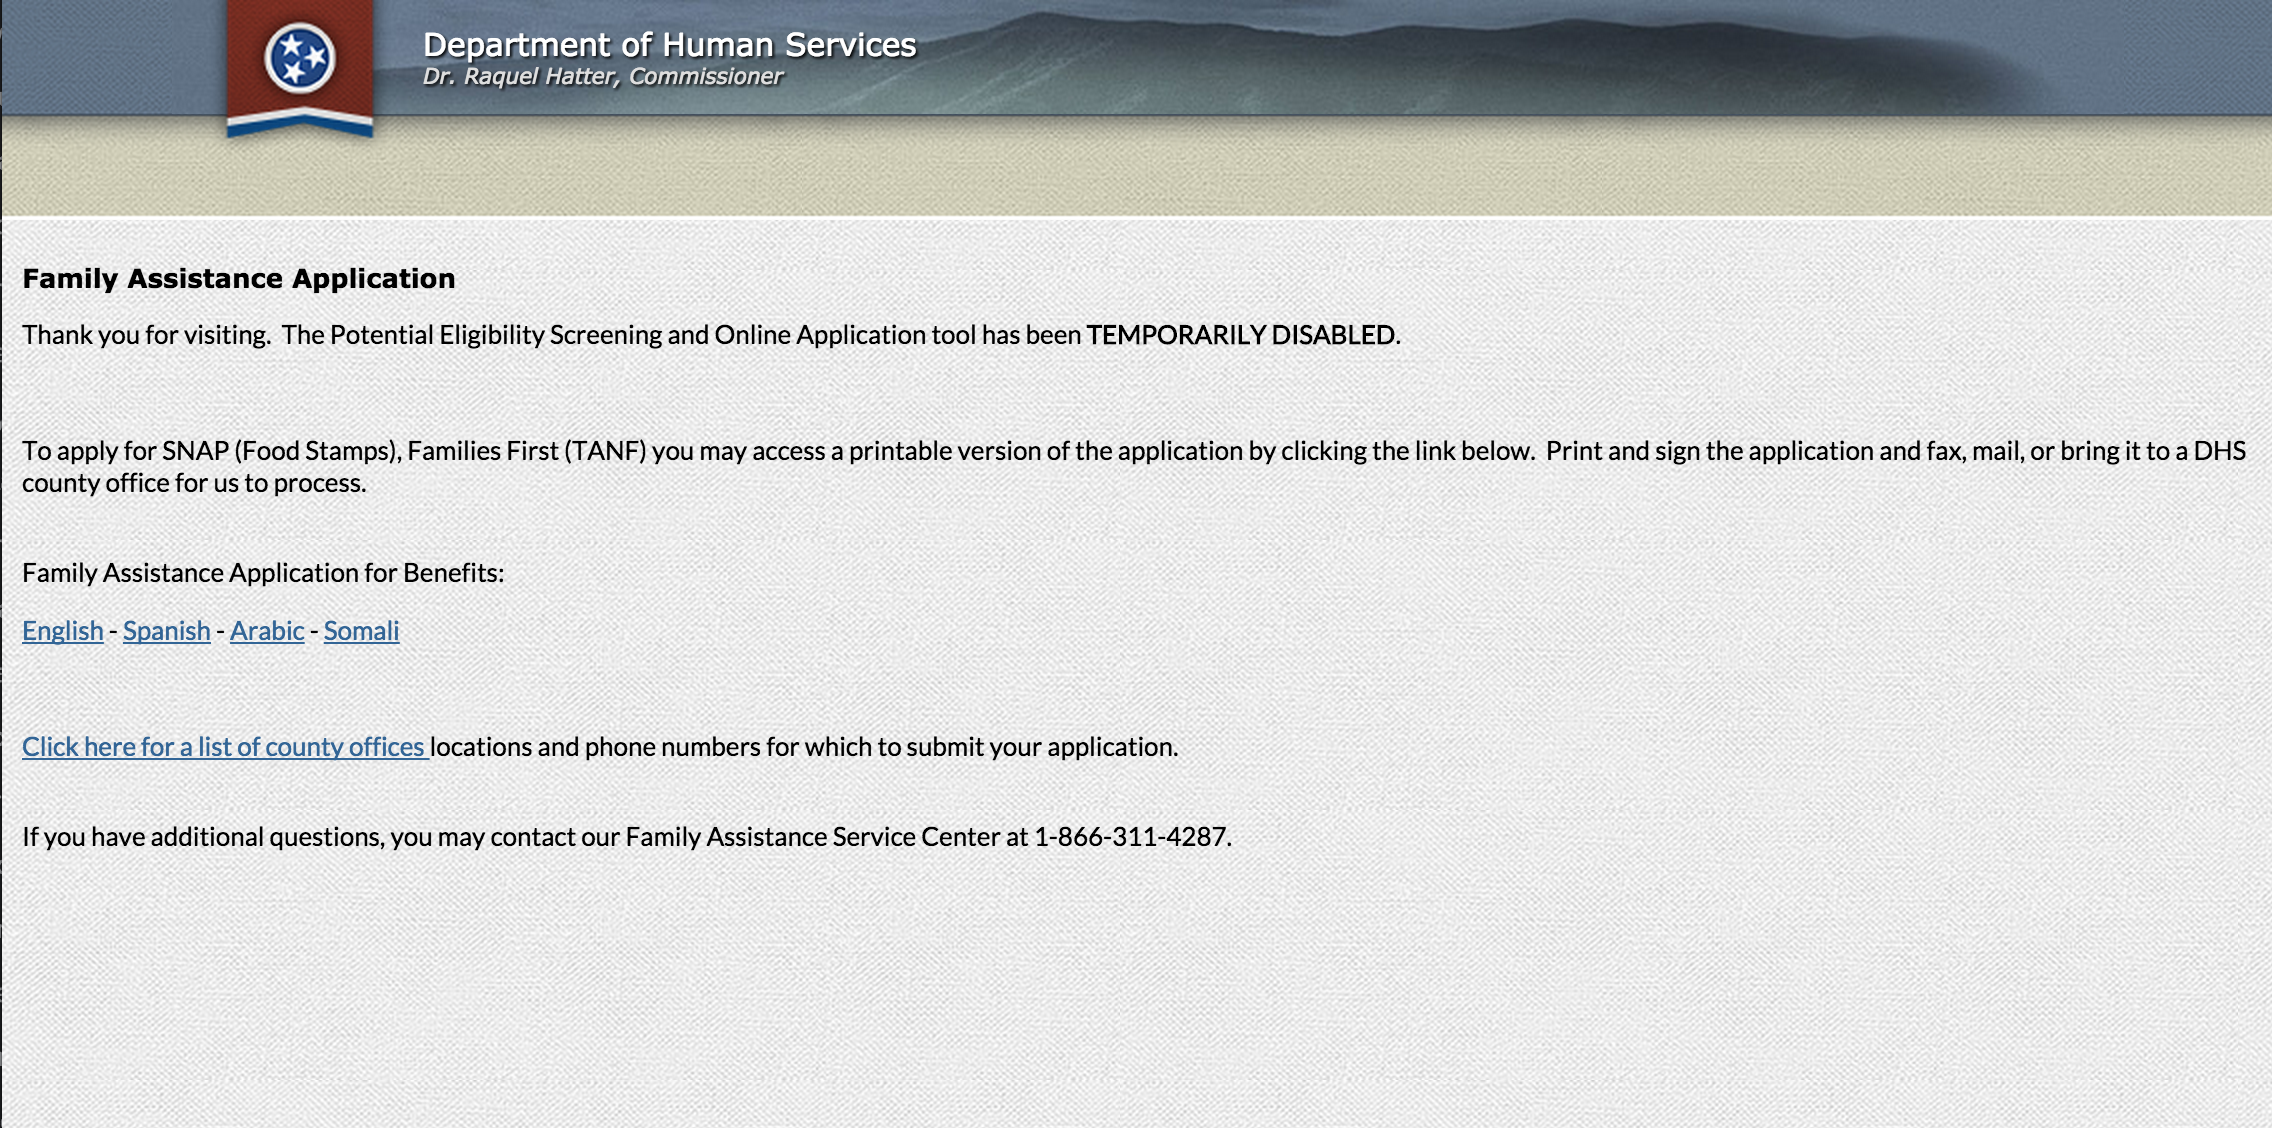 Department of Human Services
Dr. Raquel Hatter, Commissioner
Family Assistance Application
Thank you for visiting.  The Potential Eligibility Screening and Online Application tool has been TEMPORARILY DISABLED.
To apply for SNAP (Food Stamps), Families First (TANF) you may access a printable version of the application by clicking the link below.  Print and sign the application and fax, mail, or bring it to a DHS
county office for us to process.
Family Assistance Application for Benefits:
English - Spanish - Arabic - Somali
Click here for a list of county offices locations and phone numbers for which to submit your application.
If you have additional questions, you may contact our Family Assistance Service Center at 1-866-311-4287.